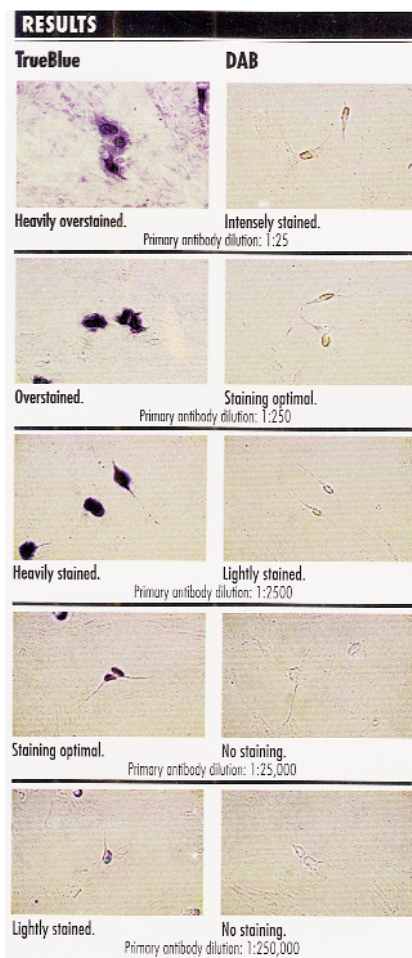 RESULTS
TrueBlue DAB
Heavily overstained. Intensely stained.
Primary antibody dilution: 1:25
Overstained. Staining optimal.
Primary antibody dilution: 1:250
Heavily stained. Lightly stained.
Primary antibody dilution: 1:2500
Staining optimal. No staining.
Primary antibody dilution: 1:25,000
Lightly stained. No staining.
Primary antibody dilution: 1:250,000